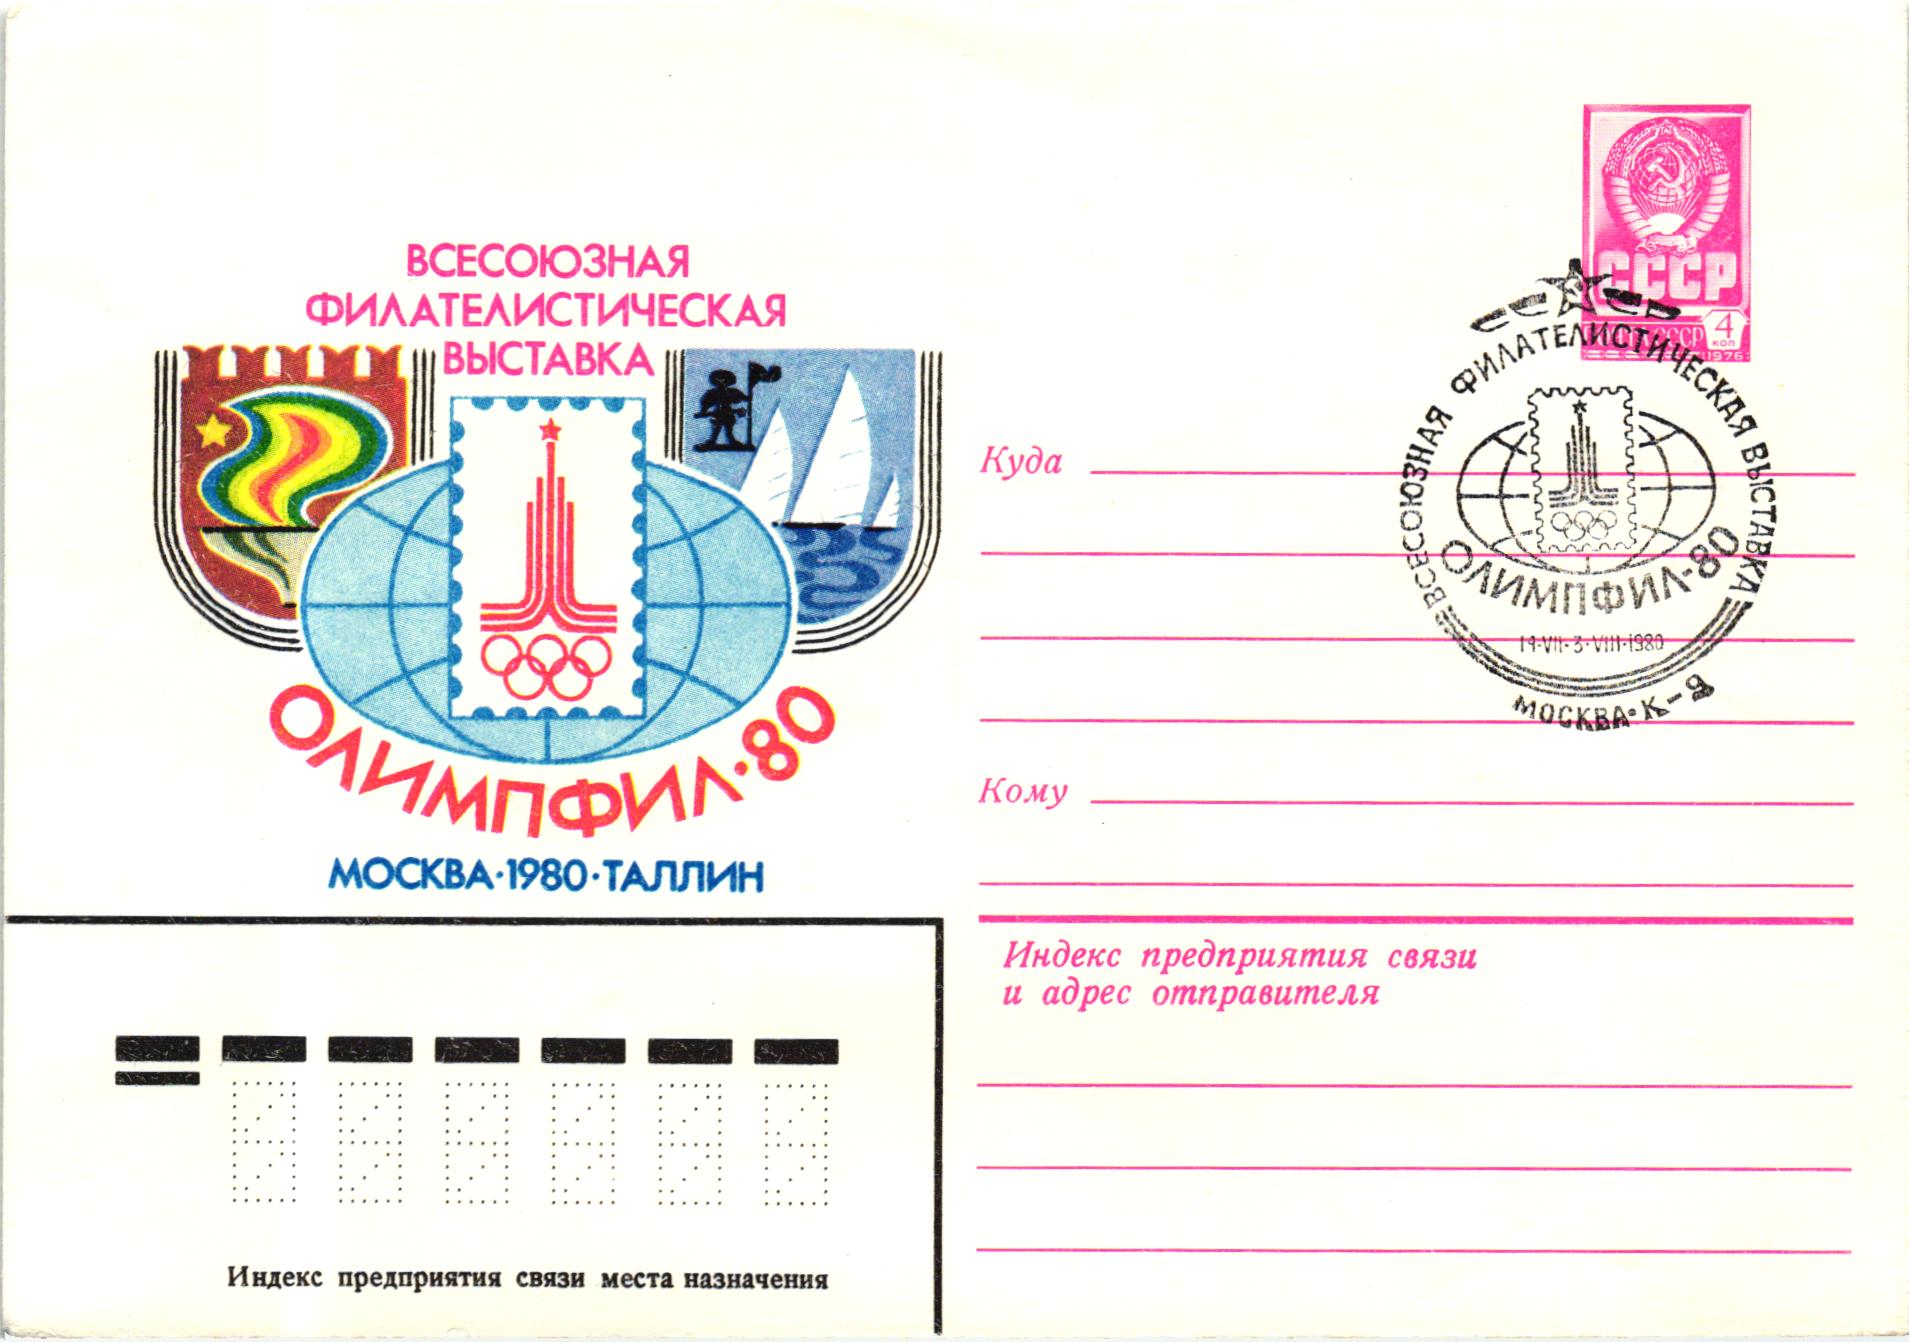 ВСЕСОЮЗНАЯ
ФИЛАТЕЛИСТИЧЕСКАЯ
ВЫСТАВКА
ОЛИМПФИЛ·80
МОСКВА·1980·ТАЛЛИН
СССР
4
КОП
1976
ВСЕСОЮЗНАЯ ФИЛАТЕЛИСТИЧЕСКАЯ ВЫСТАВКА
ОЛИМПФИЛ·80
19·VII·3·VIII·1980
МОСКВА·К-9
Куда
Кому
Индекс предприятия связи
и адрес отправителя
Индекс предприятия связи места назначения